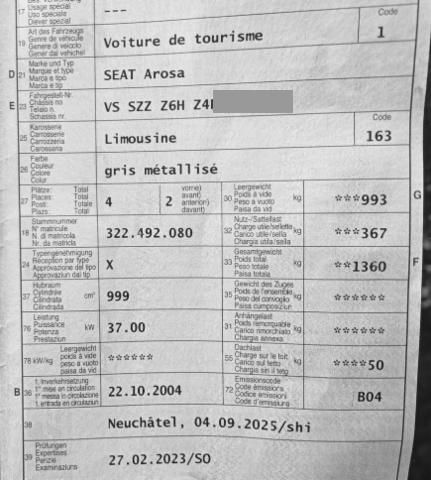 17 Usage spécial
Uso speciale
Diever spezial
---
19 Art des Fahrzeugs
Genre de véhicule
Genere di veicolo
Gener dal vehichel
Voiture de tourisme
Code
1
D 21 Marke und Typ
Marque et type
Marca e tipo
Marca e tip
SEAT Arosa
E 23 Fahrgestell-Nr.
Châssis no
Telaio n.
Schassis nr.
VS SZZ Z6H Z4
25 Karosserie
Carrosserie
Carrozzeria
Carossaria
Limousine
Code
163
26 Farbe
Couleur
Colore
Colur
gris métallisé
27 Plätze: Total
Places: Total
Posti: Totale
Plazs: Total
4
2
vorne)
avant)
anteriori)
davant)
30 Leergewicht
Poids à vide
Peso a vuoto
Paisa da vid
kg
☆☆☆993
G
18 Stammnummer
N° matricule
N. di matricola
Nr. da matricla
322.492.080
32 Nutz-/Sattellast
Charge utile/sellette
Carico utile/sella
Chargia utila/sella
kg
☆☆☆367
24 Typengenehmigung
Réception par type
Approvazione del tipo
Approvaziun dal tip
X
33 Gesamtgewicht
Poids total
Peso totale
Paisa totala
kg
☆☆1360
F
37 Hubraum
Cylindrée
Cilindrata
Cilindrada
cm³
999
35 Gewicht des Zuges
Poids de l'ensemble
Peso del convoglio
Paisa cumposiziun
kg
☆☆☆☆☆☆
76 Leistung
Puissance
Potenza
Prestaziun
kW
37.00
31 Anhängelast
Poids remorquable
Carico rimorchiato
Chargia annexa
kg
☆☆☆☆☆☆
78 kW/kg
Leergewicht
poids à vide
peso a vuoto
paisa da vid
☆☆☆☆☆☆
55 Dachlast
Charge sur le toit
Carico sul tetto
Chargia sin il tetg
kg
☆☆☆☆50
B 36 1. Inverkehrsetzung
1re mise en circulation
1a messa in circolazione
1. entrada en circulaziun
22.10.2004
72 Emissionscode
Code émissions
Codice emissioni
Code d'emissiuns
B04
38
Neuchâtel, 04.09.2025/shi
39 Prüfungen
Expertises
Perizie
Examinaziuns
27.02.2023/SO